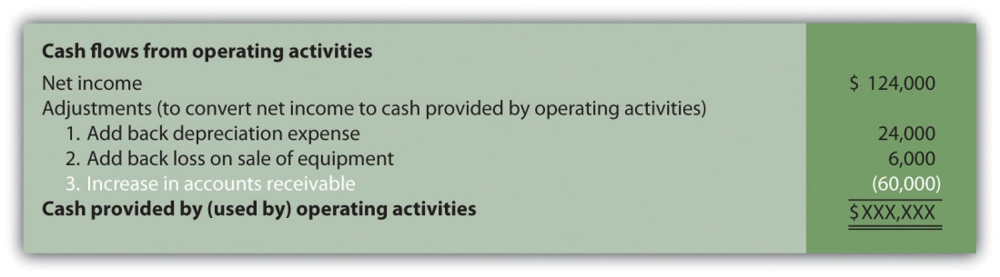 Cash flows from operating activities
Net income $ 124,000
Adjustments (to convert net income to cash provided by operating activities)
1. Add back depreciation expense 24,000
2. Add back loss on sale of equipment 6,000
3. Increase in accounts receivable (60,000)
Cash provided by (used by) operating activities $XXX,XXX